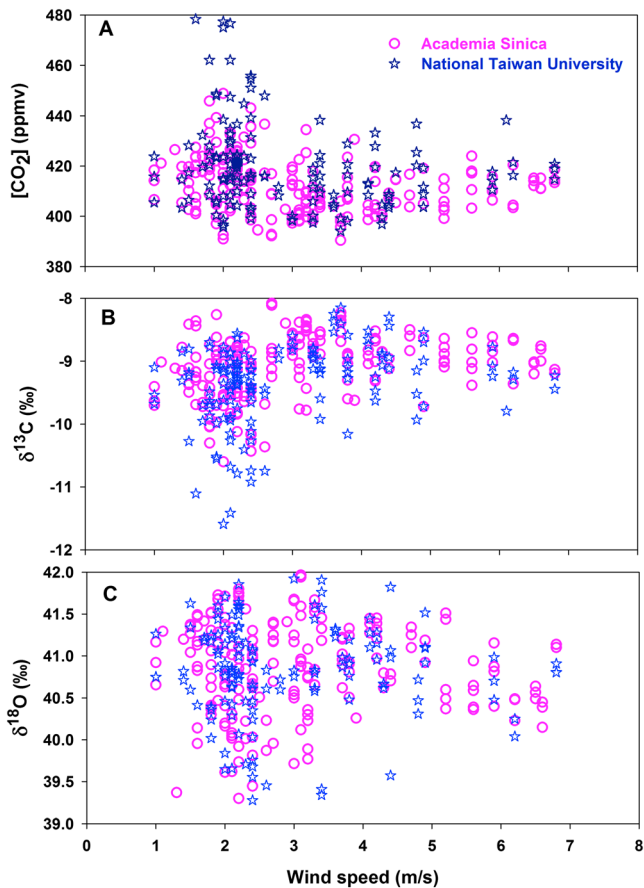 A
Academia Sinica
National Taiwan University
[CO2] (ppmv)
480
460
440
420
400
380
B
δ13C (‰)
-8
-9
-10
-11
-12
C
δ18O (‰)
42.0
41.5
41.0
40.5
40.0
39.5
39.0
0 1 2 3 4 5 6 7 8
Wind speed (m/s)